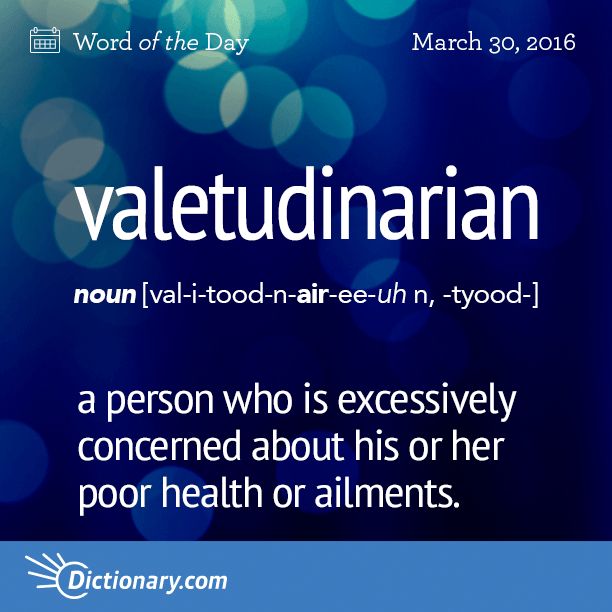 Word of the Day
March 30, 2016
valetudinarian
noun [val-i-tood-n-air-ee-uh n, -tyood-]
a person who is excessively
concerned about his or her
poor health or ailments.
Dictionary.com